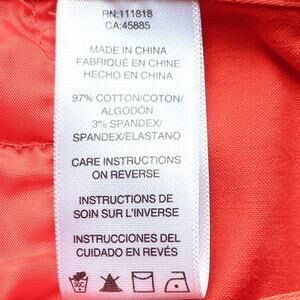 RN:111818
CA:45885
MADE IN CHINA
FABRIQUÉ EN CHINE
HECHO EN CHINA
97% COTTON/COTON/
ALGODÓN
3% SPANDEX/
SPANDEX/ELASTANO
CARE INSTRUCTIONS
ON REVERSE
INSTRUCTIONS DE
SOIN SUR L'INVERSE
INSTRUCCIONES DEL
CUIDADO EN REVÉS